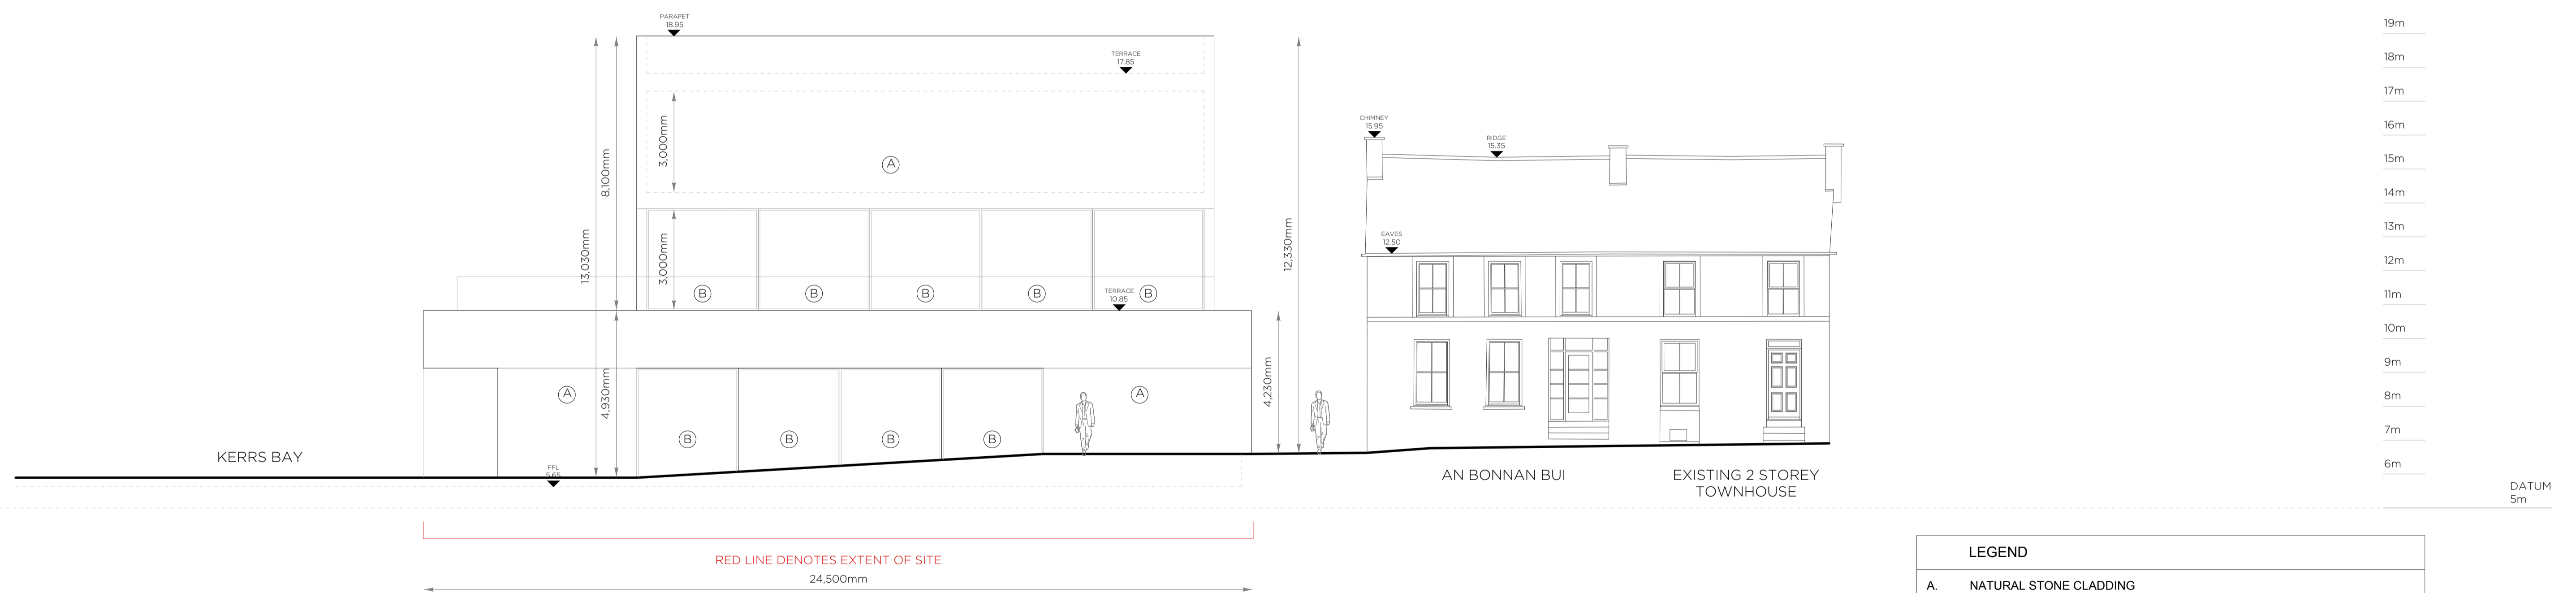 PARAPET
18.95
TERRACE
17.85
19m
18m
17m
16m
15m
14m
13m
12m
11m
10m
9m
8m
7m
6m
DATUM
5m
CHIMNEY
15.95
RIDGE
15.35
EAVES
12.50
3,000mm
8,100mm
A
13,030mm
3,000mm
12,330mm
B
B
B
B
TERRACE
10.85
B
A
4,930mm
A
4,230mm
B
B
B
B
KERRS BAY
FFL
5.65
AN BONNAN BUI
EXISTING 2 STOREY
TOWNHOUSE
RED LINE DENOTES EXTENT OF SITE
24,500mm
LEGEND
A. NATURAL STONE CLADDING